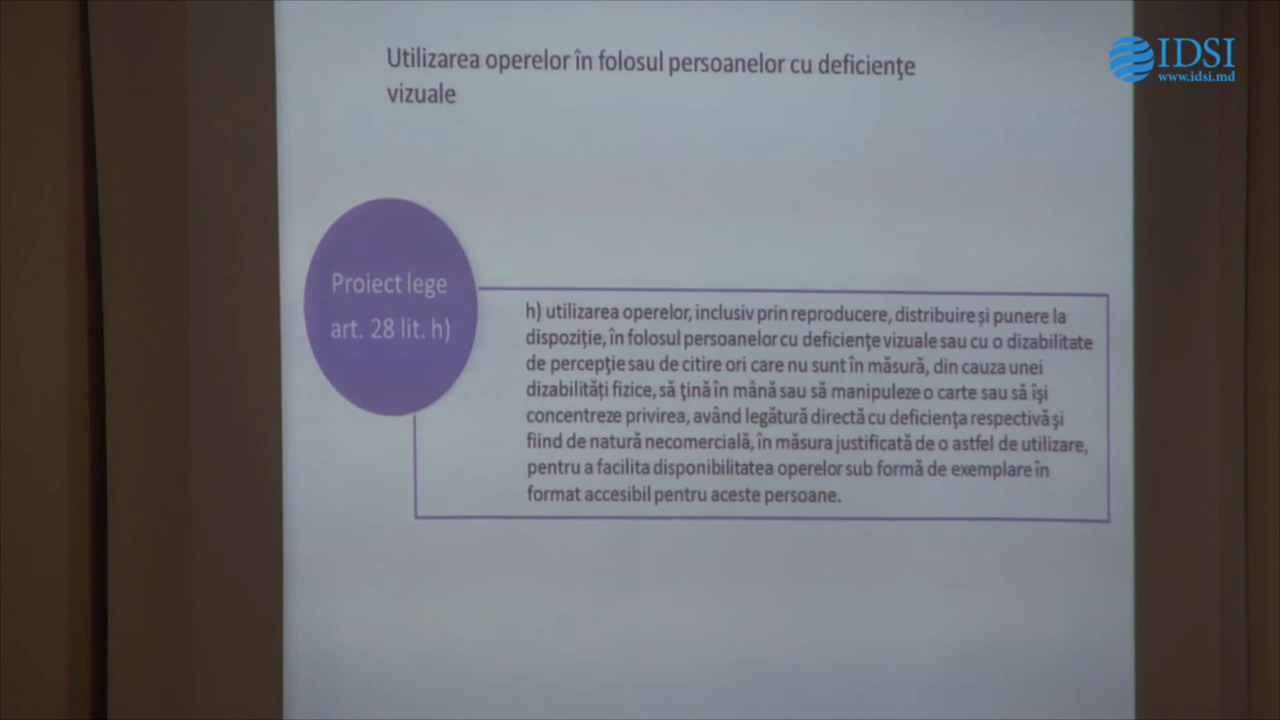 Utilizarea operelor în folosul persoanelor cu deficienţe
vizuale
IDSI
www.idsi.md
Proiect lege
art. 28 lit. h)
h) utilizarea operelor, inclusiv prin reproducere, distribuire și punere la
dispoziție, în folosul persoanelor cu deficienţe vizuale sau cu o dizabilitate
de percepţie sau de citire ori care nu sunt în măsură, din cauza unei
dizabilități fizice, să ţină în mână sau să manipuleze o carte sau să îşi
concentreze privirea, având legătură directă cu deficiența respectivă şi
fiind de natură necomercială, în măsura justificată de o astfel de utilizare,
pentru a facilita disponibilitatea operelor sub formă de exemplare în
format accesibil pentru aceste persoane.